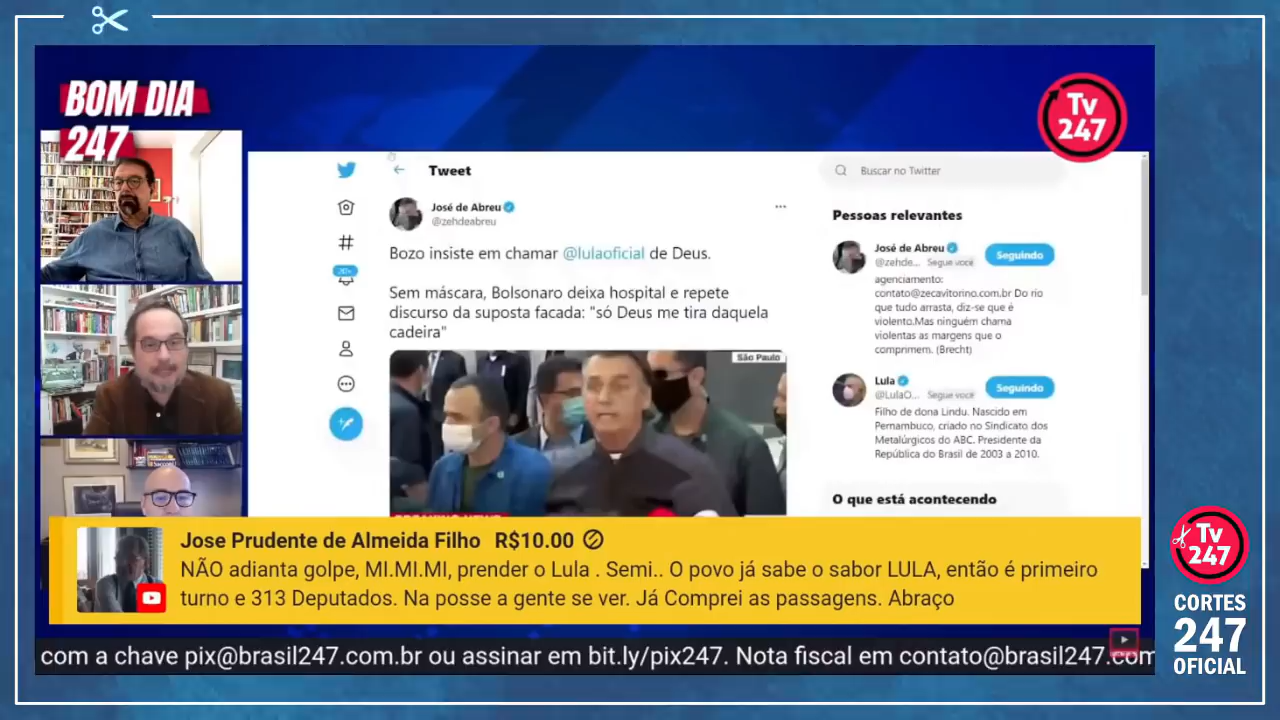 BOM DIA
247
Tv
247
Tweet
José de Abreu
@zehdeabreu
Bozo insiste em chamar @lulaoficial de Deus.
Sem máscara, Bolsonaro deixa hospital e repete
discurso da suposta facada: "só Deus me tira daquela
cadeira"
São Paulo
20+
Buscar no Twitter
Pessoas relevantes
José de Abreu
@zehde... Segue você
Seguindo
agenciamento:
contato@zecavitorino.com.br Do rio
que tudo arrasta, diz-se que é
violento.Mas ninguém chama
violentas as margens que o
comprimem. (Brecht)
Lula
@LulaO... Segue você
Seguindo
Filho de dona Lindu. Nascido em
Pernambuco, criado no Sindicato dos
Metalúrgicos do ABC. Presidente da
República do Brasil de 2003 a 2010.
O que está acontecendo
BREAKING NEWS
Jose Prudente de Almeida Filho R$10.00
NÃO adianta golpe, MI.MI.MI, prender o Lula . Semi.. O povo já sabe o sabor LULA, então é primeiro
turno e 313 Deputados. Na posse a gente se ver. Já Comprei as passagens. Abraço
com a chave pix@brasil247.com.br ou assinar em bit.ly/pix247. Nota fiscal em contato@brasil247.com
Tv
247
CORTES
247
OFICIAL